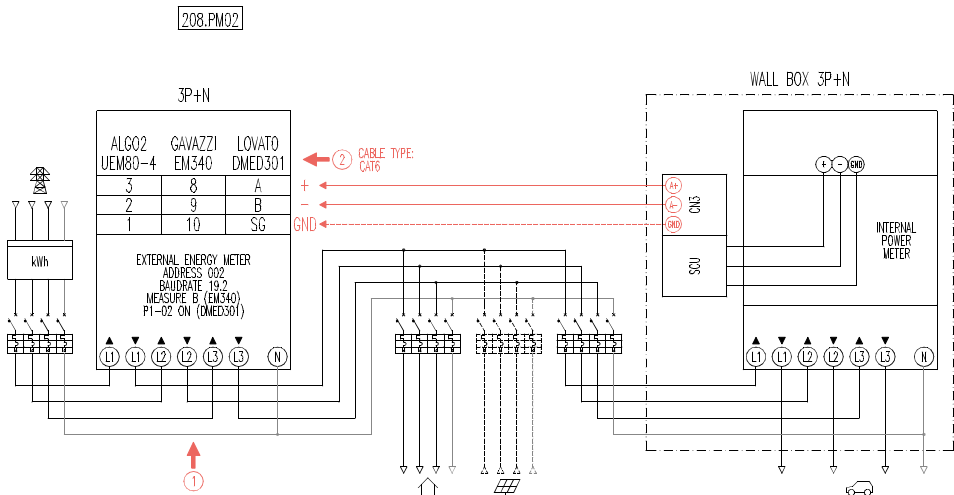 208.PM02
WALL BOX 3P+N
3P+N
ALGO2 GAVAZZI LOVATO
UEM80-4 EM340 DMED301
2 CABLE TYPE:
CAT6
3 8 A + A+
2 9 B - A-
1 10 SG GND GND
CN3
SCU
+ - GND
INTERNAL
POWER
METER
kWh
EXTERNAL ENERGY METER
ADDRESS 002
BAUDRATE 19.2
MEASURE B (EM340)
P1-02 ON (DMED301)
L1 L1 L2 L2 L3 L3 N
L1 L1 L2 L2 L3 L3 N
1